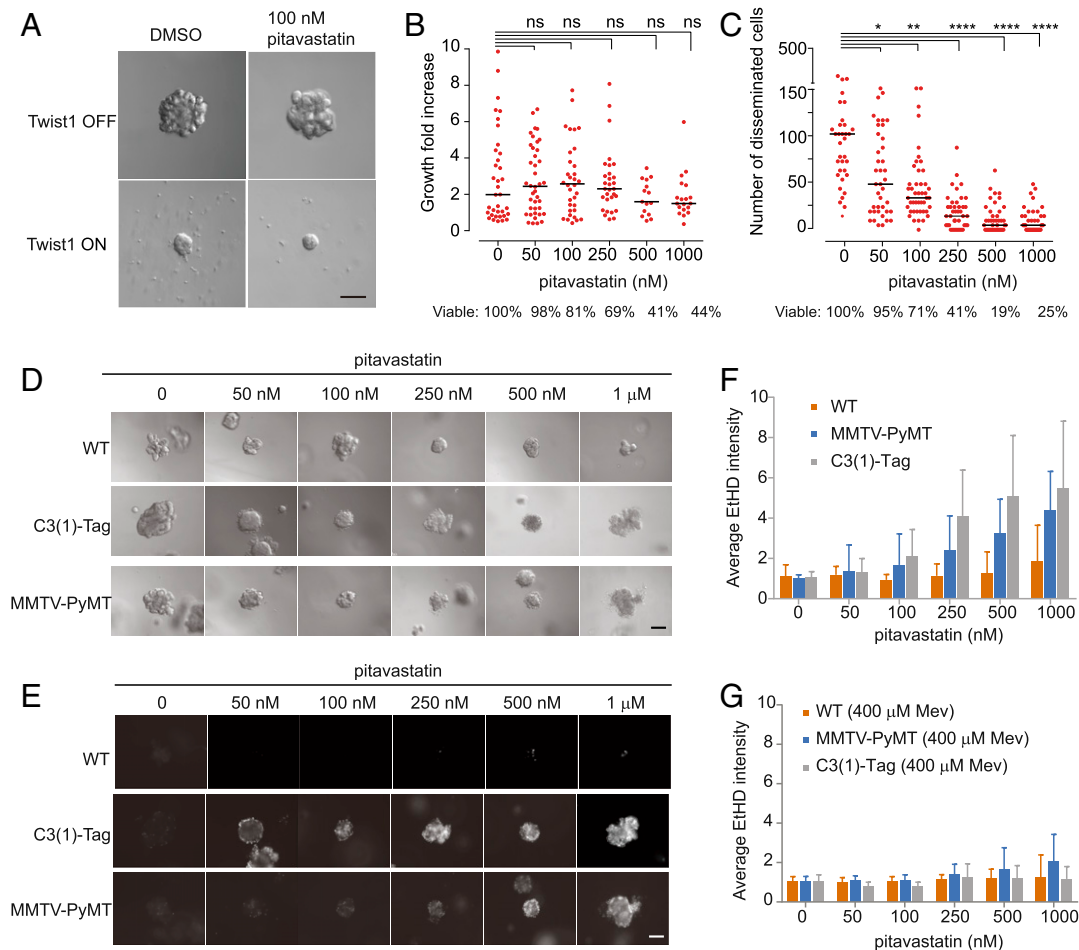 A
DMSO
100 nM
pitavastatin
Twist1 OFF
Twist1 ON
B
ns ns ns ns ns
Growth fold increase
10
8
6
4
2
0
0 50 100 250 500 1000
pitavastatin (nM)
Viable: 100% 98% 81% 69% 41% 44%
C
* ** **** **** ****
Number of disseminated cells
500
150
100
50
0
0 50 100 250 500 1000
pitavastatin (nM)
Viable: 100% 95% 71% 41% 19% 25%
D
pitavastatin
0 50 nM 100 nM 250 nM 500 nM 1 μM
WT
C3(1)-Tag
MMTV-PyMT
E
pitavastatin
0 50 nM 100 nM 250 nM 500 nM 1 μM
WT
C3(1)-Tag
MMTV-PyMT
F
Average EtHD intensity
10
8
6
4
2
0
WT
MMTV-PyMT
C3(1)-Tag
0 50 100 250 500 1000
pitavastatin (nM)
G
Average EtHD intensity
10
8
6
4
2
0
WT (400 μM Mev)
MMTV-PyMT (400 μM Mev)
C3(1)-Tag (400 μM Mev)
0 50 100 250 500 1000
pitavastatin (nM)